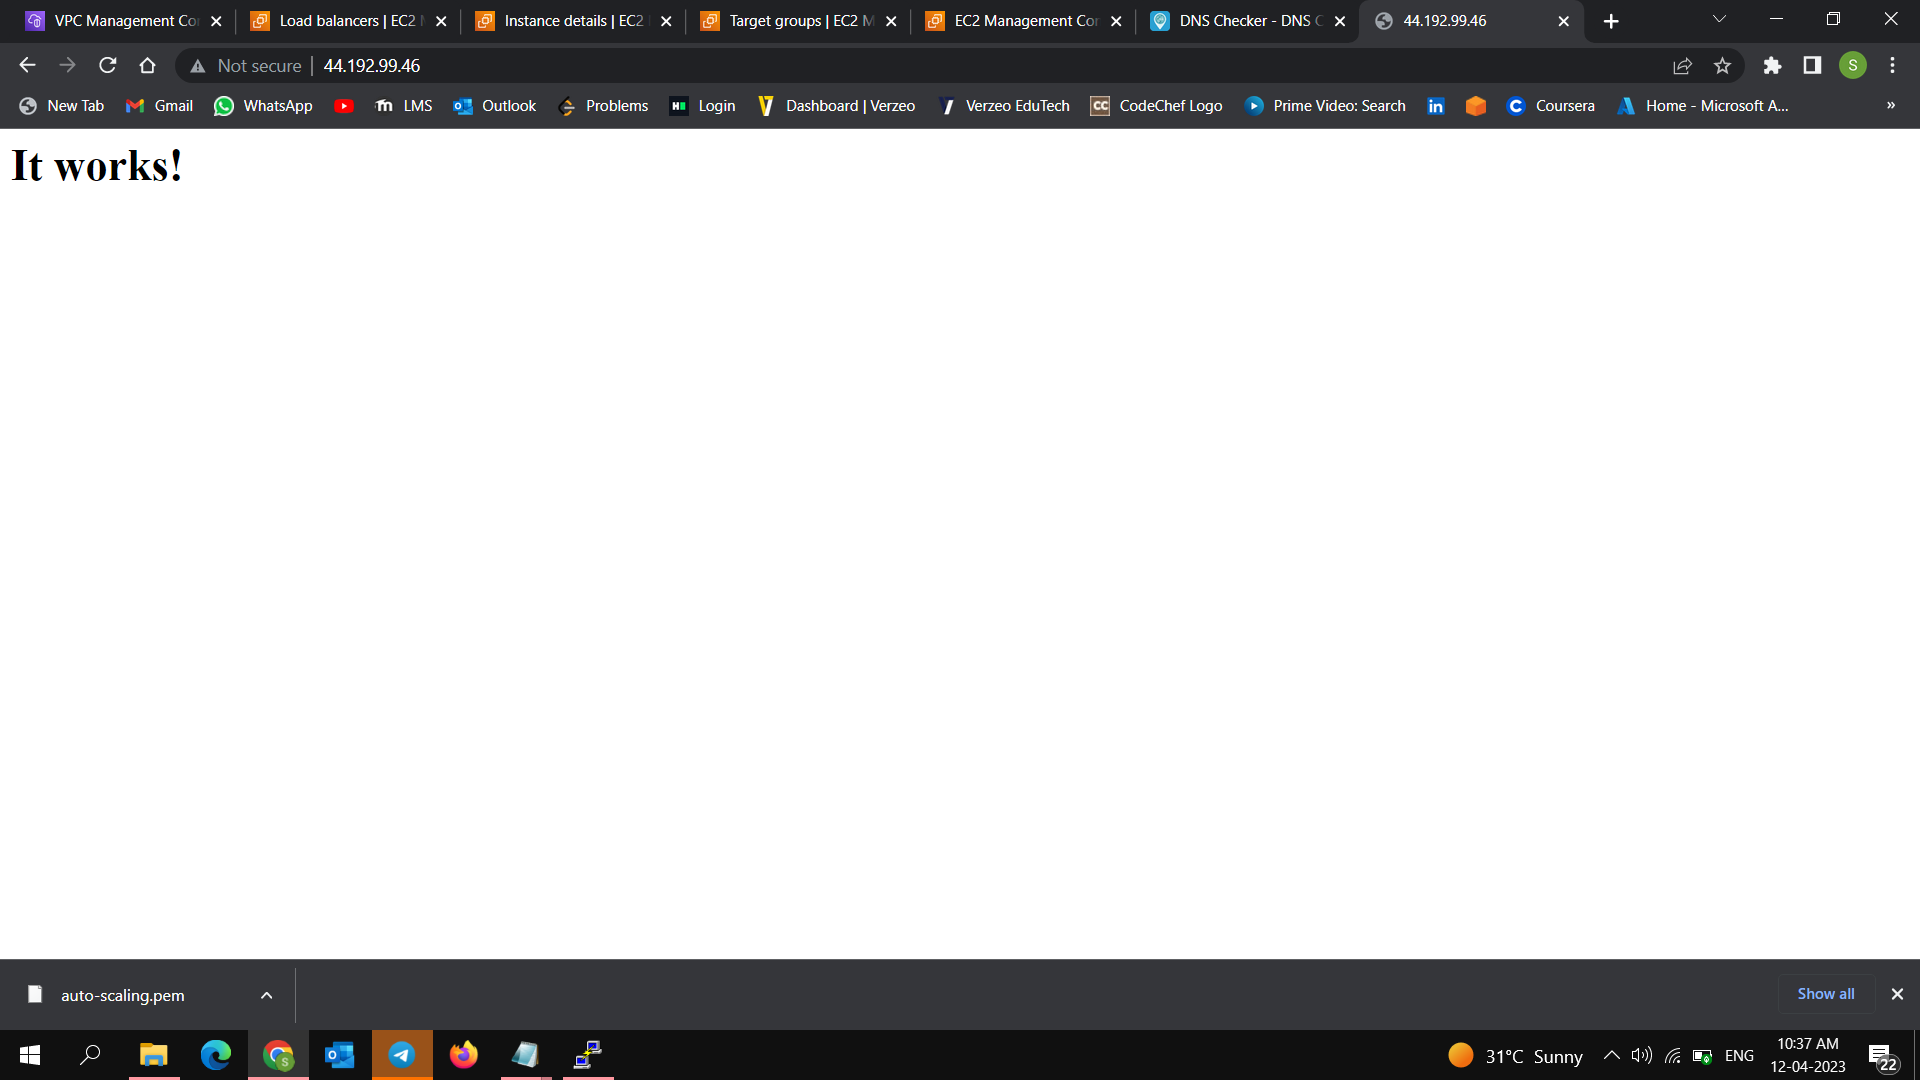 VPC Management Co
Load balancers | EC2
Instance details | EC2
Target groups | EC2 M
EC2 Management Co
DNS Checker - DNS C
44.192.99.46
Not secure
44.192.99.46
S
New Tab
Gmail
WhatsApp
m
LMS
Outlook
Problems
H
Login
Dashboard | Verzeo
Verzeo EduTech
CC
CodeChef Logo
Prime Video: Search
in
C
Coursera
Home - Microsoft A...
»
It works!
auto-scaling.pem
Show all
S
31°C Sunny
ENG
10:37 AM
12-04-2023
22